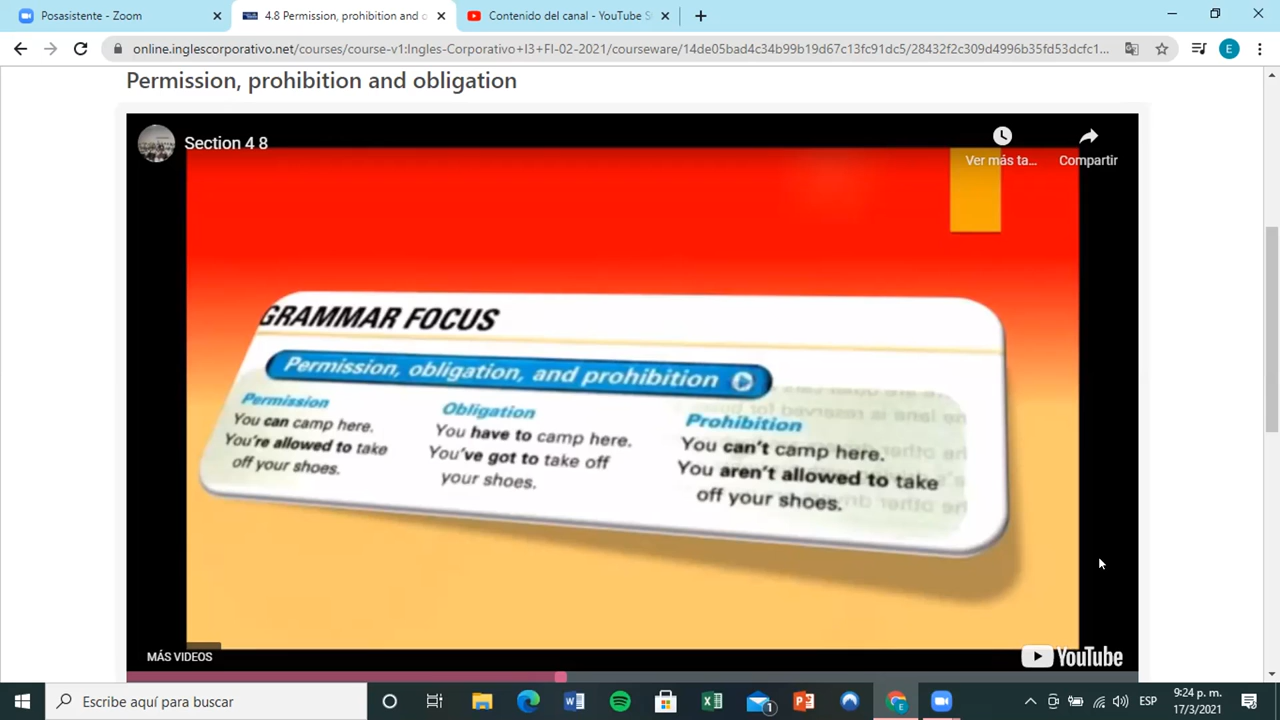 Posasistente - Zoom
4.8 Permission, prohibition and o
Contenido del canal - YouTube S
online.inglescorporativo.net/courses/course-v1:Ingles-Corporativo+I3+FI-02-2021/courseware/14de05bad4c34b99b19d67c13fc91dc5/28432f2c309d4996b35fd53dcfc1...
E
Permission, prohibition and obligation
Section 4 8
Ver más ta...
Compartir
GRAMMAR FOCUS
Permission, obligation, and prohibition
Permission
You can camp here.
You're allowed to take
off your shoes.
Obligation
You have to camp here.
You've got to take off
your shoes.
Prohibition
You can't camp here.
You aren't allowed to take
off your shoes.
MÁS VIDEOS
YouTube
Escribe aquí para buscar
1
E
ESP
9:24 p. m.
17/3/2021